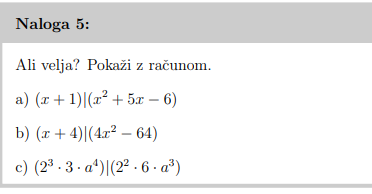 Naloga 5:
Ali velja? Pokaži z računom.
a) (x + 1)|(x² + 5x − 6)
b) (x + 4)|(4x² − 64)
c) (2³ · 3 · a⁴)|(2² · 6 · a³)